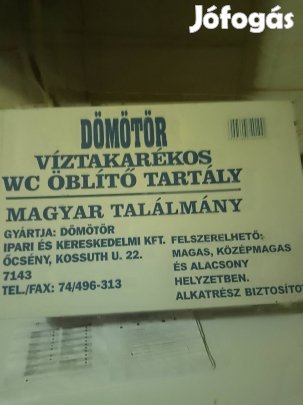 Jófogás
DÖMÖTÖR
VÍZTAKARÉKOS
WC ÖBLÍTŐ TARTÁLY
MAGYAR TALÁLMÁNY
GYÁRTJA: DÖMÖTÖR
IPARI ÉS KERESKEDELMI KFT.
ŐCSÉNY, KOSSUTH U. 22.
7143
TEL./FAX: 74/496-313
FELSZERELHETŐ:
MAGAS, KÖZÉPMAGAS
ÉS ALACSONY
HELYZETBEN.
ALKATRÉSZ BIZTOSÍTOT